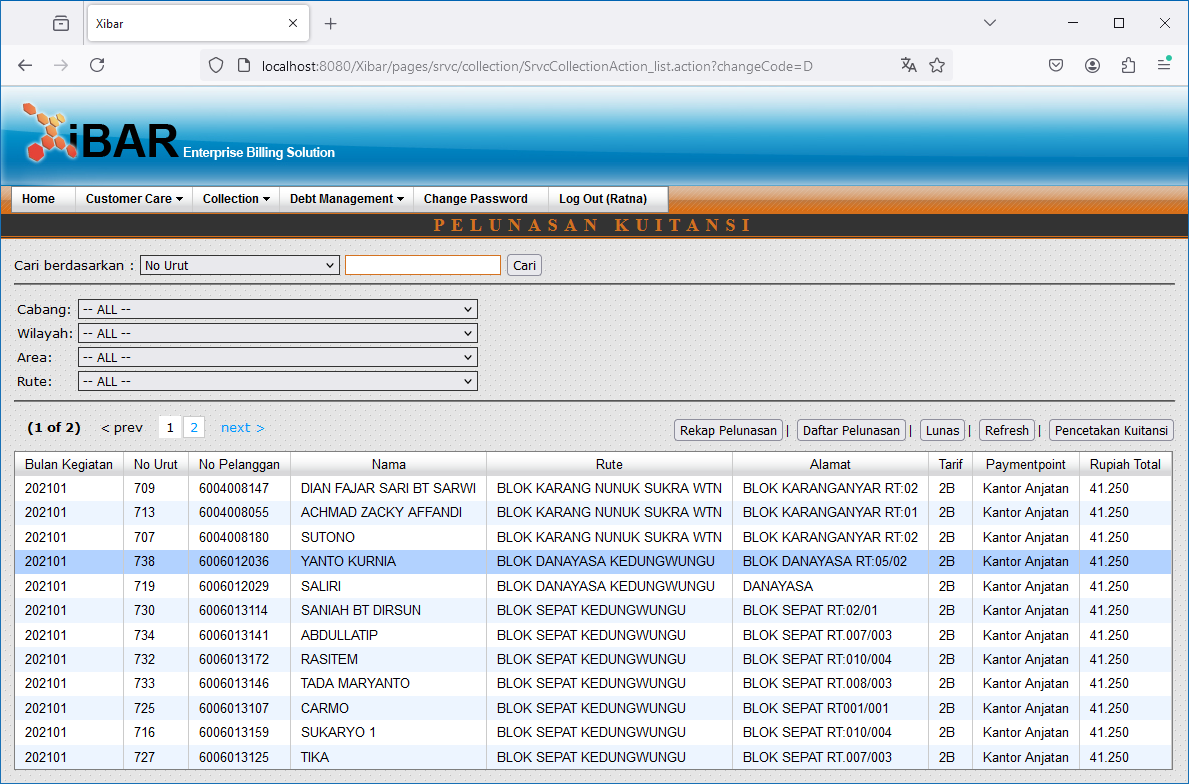 Xibar
localhost:8080/Xibar/pages/srvc/collection/SrvcCollectionAction_list.action?changeCode=D
iBAR Enterprise Billing Solution
Home Customer Care Collection Debt Management Change Password Log Out (Ratna)
PELUNASAN KUITANSI
Cari berdasarkan : No Urut Cari
Cabang: -- ALL --
Wilayah: -- ALL --
Area: -- ALL --
Rute: -- ALL --
(1 of 2) < prev 1 2 next > Rekap Pelunasan | Daftar Pelunasan | Lunas | Refresh | Pencetakan Kuitansi
Bulan Kegiatan No Urut No Pelanggan Nama Rute Alamat Tarif Paymentpoint Rupiah Total
202101 709 6004008147 DIAN FAJAR SARI BT SARWI BLOK KARANG NUNUK SUKRA WTN BLOK KARANGANYAR RT:02 2B Kantor Anjatan 41.250
202101 713 6004008055 ACHMAD ZACKY AFFANDI BLOK KARANG NUNUK SUKRA WTN BLOK KARANGANYAR RT:01 2B Kantor Anjatan 41.250
202101 707 6004008180 SUTONO BLOK KARANG NUNUK SUKRA WTN BLOK KARANGANYAR RT:02 2B Kantor Anjatan 41.250
202101 738 6006012036 YANTO KURNIA BLOK DANAYASA KEDUNGWUNGU BLOK DANAYASA RT:05/02 2B Kantor Anjatan 41.250
202101 719 6006012029 SALIRI BLOK DANAYASA KEDUNGWUNGU DANAYASA 2B Kantor Anjatan 41.250
202101 730 6006013114 SANIAH BT DIRSUN BLOK SEPAT KEDUNGWUNGU BLOK SEPAT RT:02/01 2B Kantor Anjatan 41.250
202101 734 6006013141 ABDULLATIP BLOK SEPAT KEDUNGWUNGU BLOK SEPAT RT.007/003 2B Kantor Anjatan 41.250
202101 732 6006013172 RASITEM BLOK SEPAT KEDUNGWUNGU BLOK SEPAT RT:010/004 2B Kantor Anjatan 41.250
202101 733 6006013146 TADA MARYANTO BLOK SEPAT KEDUNGWUNGU BLOK SEPAT RT.008/003 2B Kantor Anjatan 41.250
202101 725 6006013107 CARMO BLOK SEPAT KEDUNGWUNGU BLOK SEPAT RT001/001 2B Kantor Anjatan 41.250
202101 716 6006013159 SUKARYO 1 BLOK SEPAT KEDUNGWUNGU BLOK SEPAT RT:010/004 2B Kantor Anjatan 41.250
202101 727 6006013125 TIKA BLOK SEPAT KEDUNGWUNGU BLOK SEPAT RT.007/003 2B Kantor Anjatan 41.250